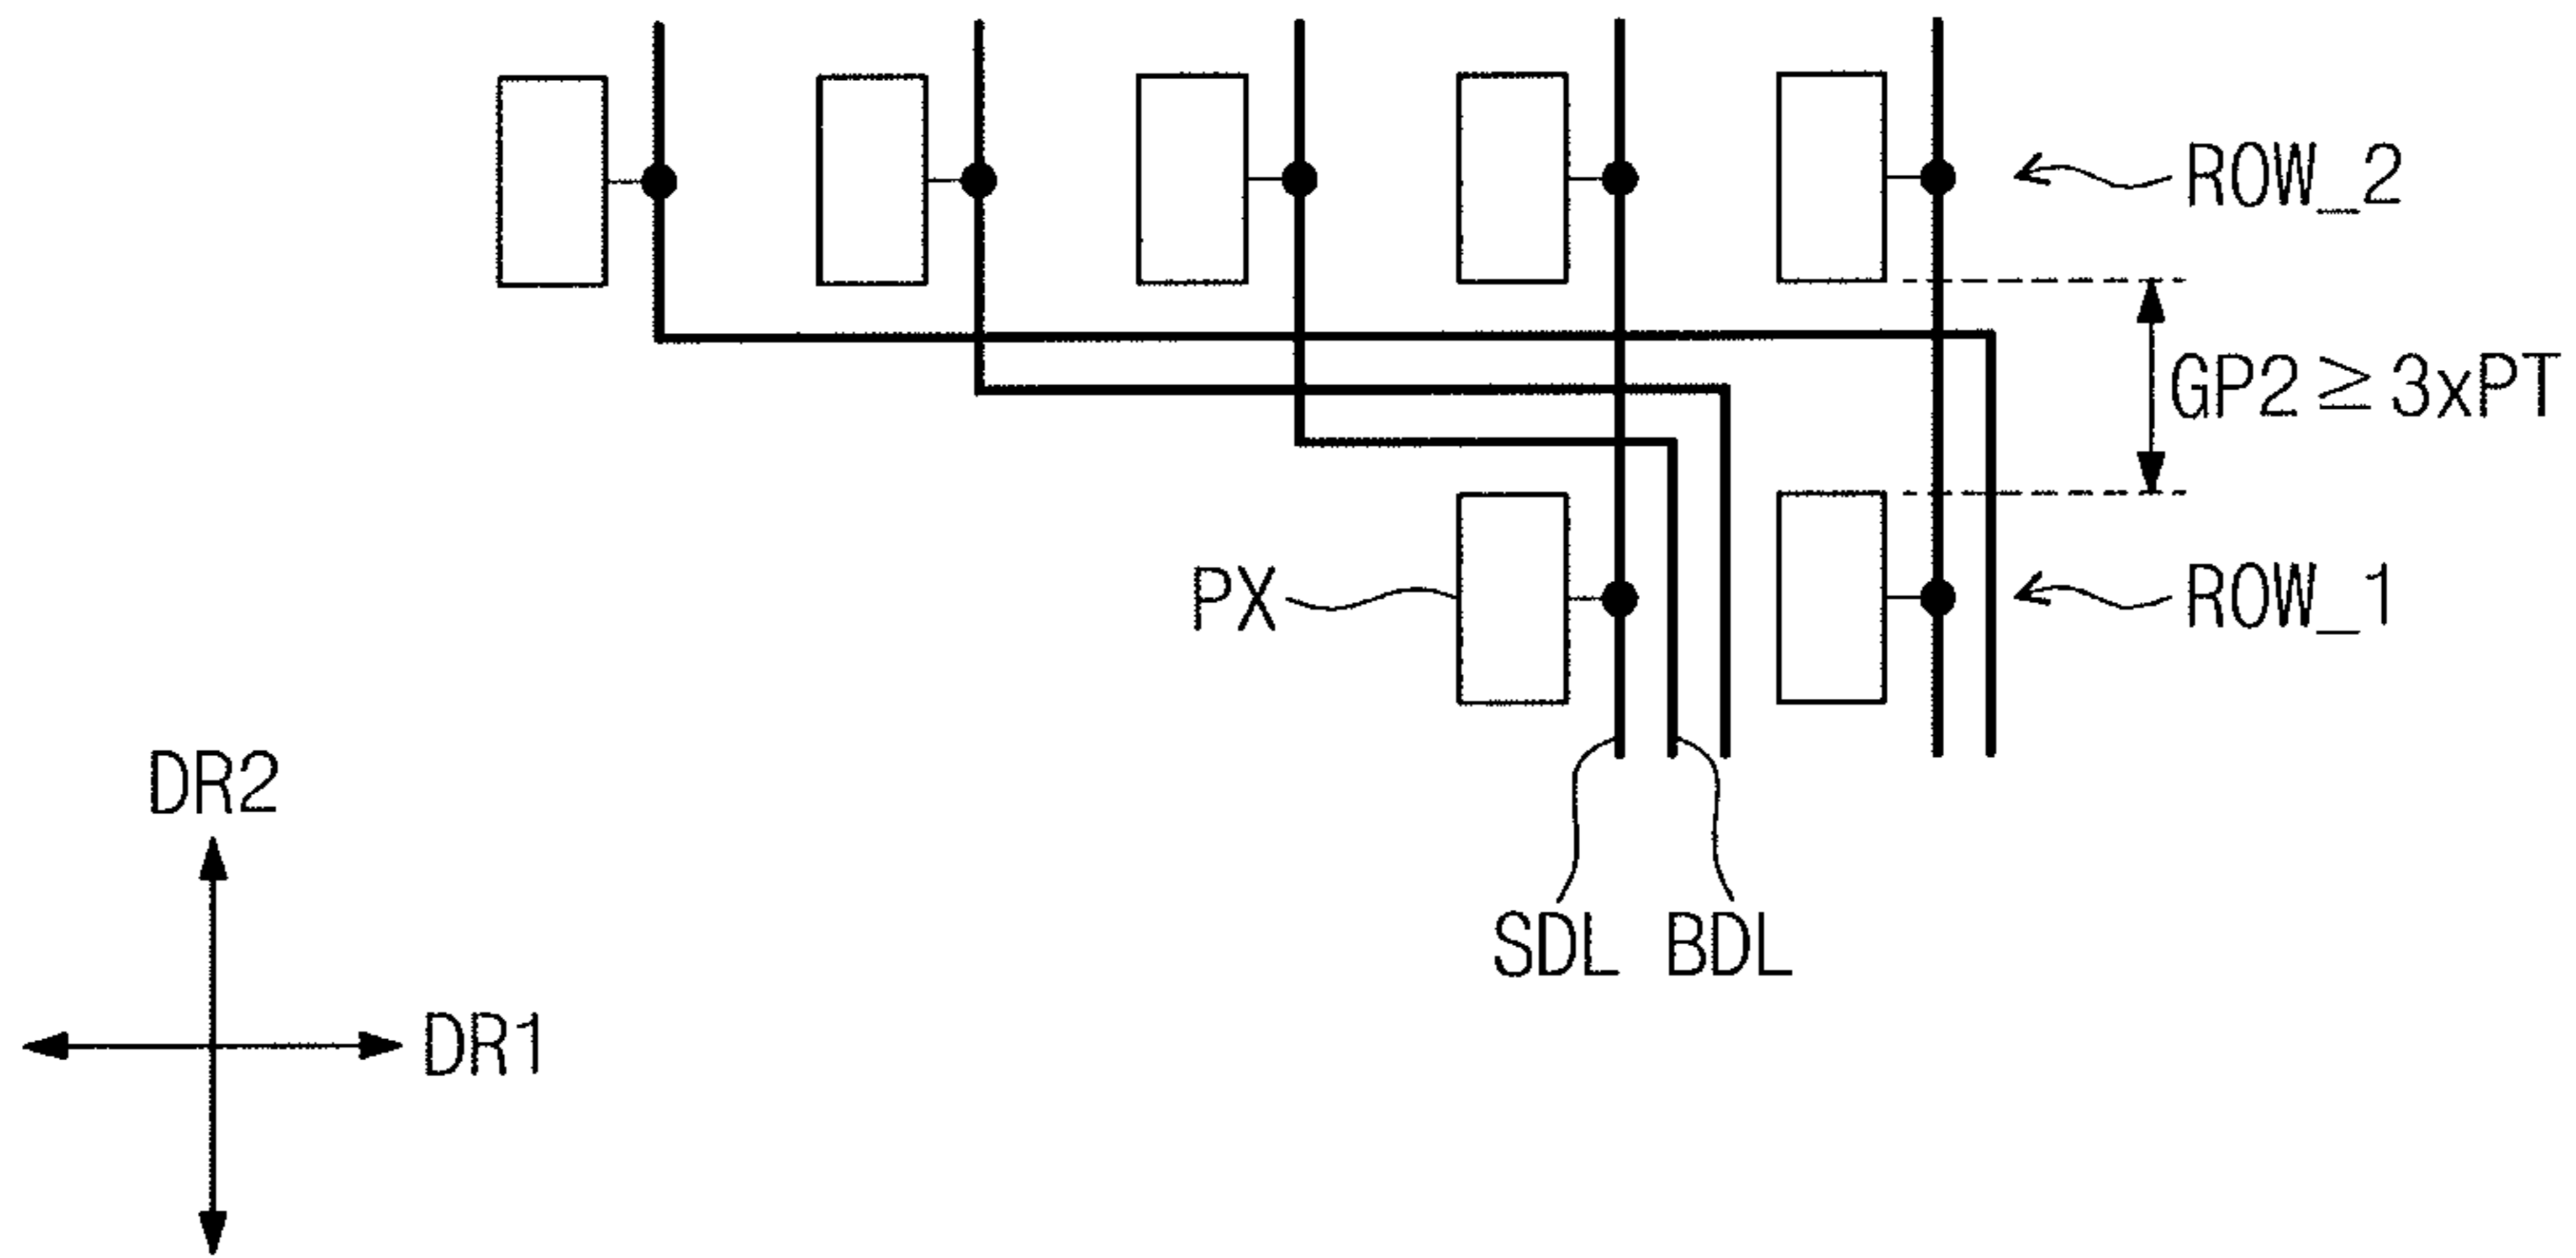 ROW_2
GP2≥3xPT
PX
ROW_1
DR2
SDL BDL
DR1